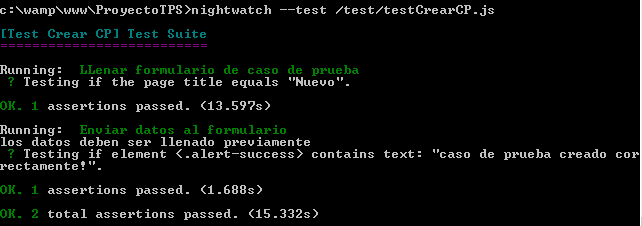 c:\wamp\www\ProyectoTPS>nightwatch --test /test/testCrearCP.js
[Test Crear CP] Test Suite
==========================
Running:  LLenar formulario de caso de prueba
 ? Testing if the page title equals "Nuevo".
OK. 1 assertions passed. (13.597s)
Running:  Enviar datos al formulario
los datos deben ser llenado previamente
 ? Testing if element <.alert-success> contains text: "caso de prueba creado cor
rectamente!".
OK. 1 assertions passed. (1.688s)
OK. 2 total assertions passed. (15.332s)